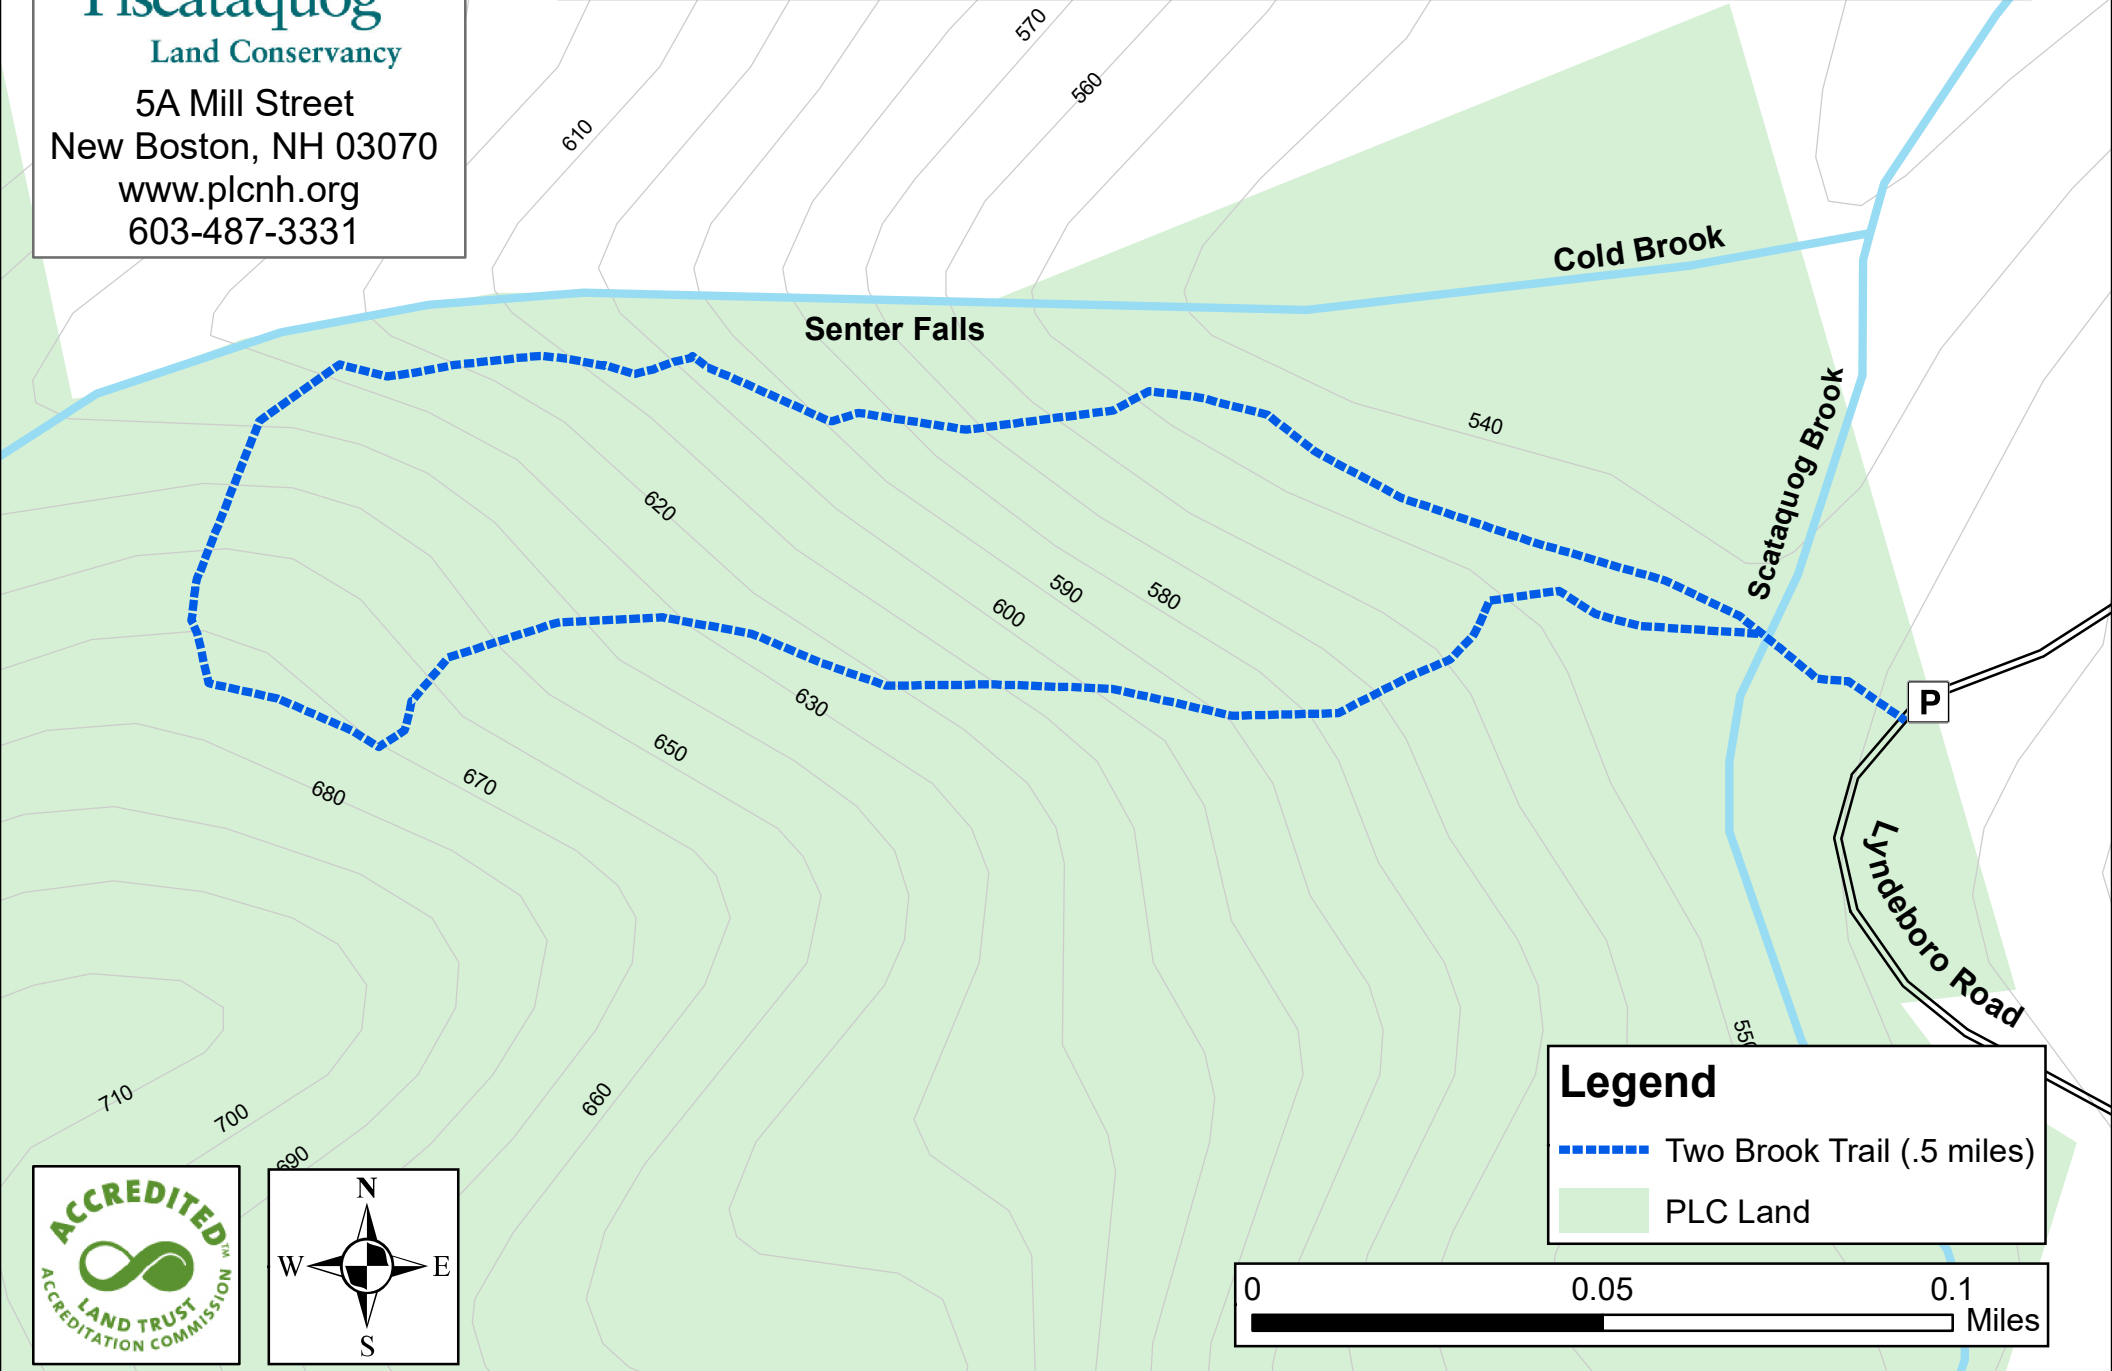 Piscataquog
Land Conservancy
5A Mill Street
New Boston, NH 03070
www.plcnh.org
603-487-3331
570
560
610
Cold Brook
Senter Falls
540
Scataquog Brook
620
590
580
600
630
650
670
680
P
Lyndeboro Road
550
710
700
690
660
Legend
Two Brook Trail (.5 miles)
PLC Land
0 0.05 0.1
Miles
ACCREDITED™
LAND TRUST
ACCREDITATION COMMISSION
N
W E
S